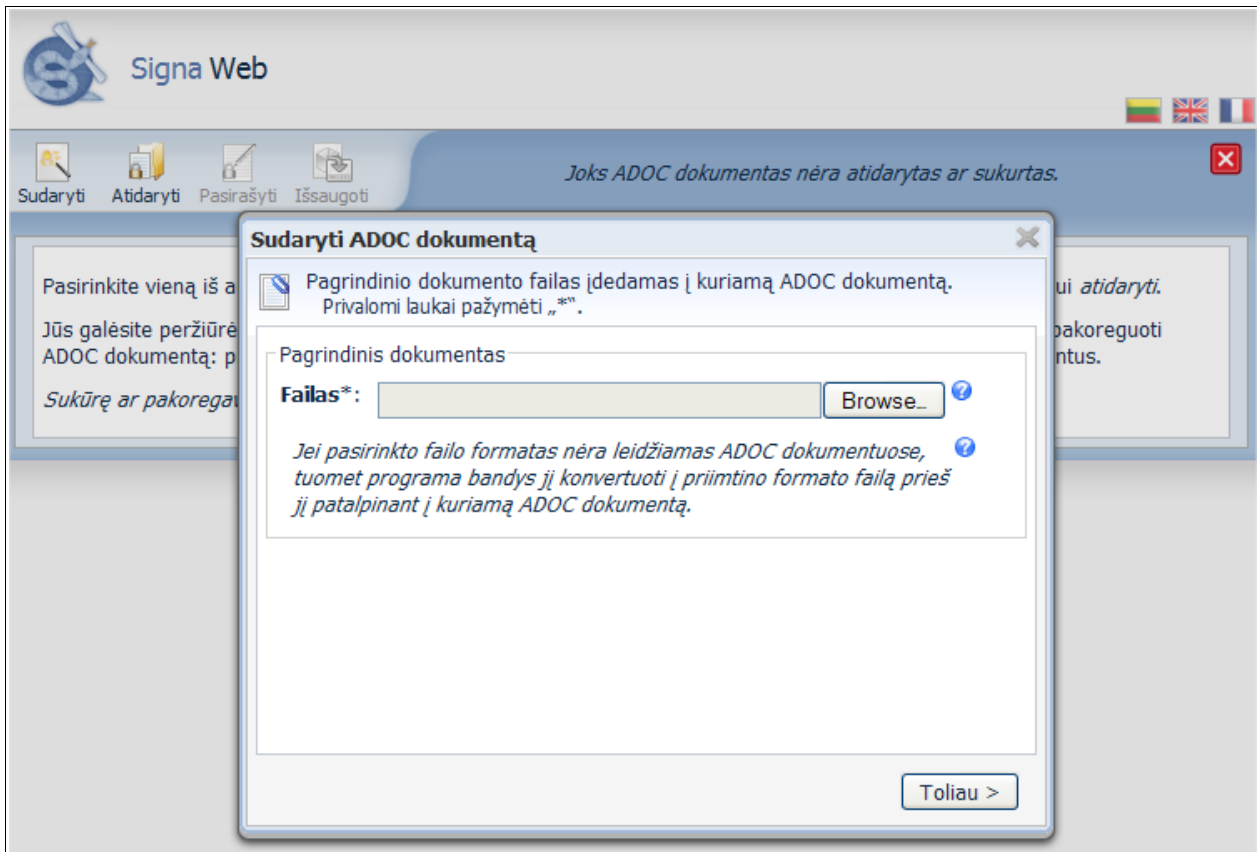 Signa Web
Sudaryti Atidaryti Pasirašyti Išsaugoti
Joks ADOC dokumentas nėra atidarytas ar sukurtas.
Sudaryti ADOC dokumentą
Pasirinkite vieną iš
ui atidaryti.
Pagrindinio dokumento failas įdedamas į kuriamą ADOC dokumentą.
Privalomi laukai pažymėti „*“.
Jūs galėsite
pakoreguoti
ADOC dokumentą:
ntus.
Sukūrę ar
Pagrindinis dokumentas
Failas*:
Browse...
Jei pasirinkto failo formatas nėra leidžiamas ADOC dokumentuose,
tuomet programa bandys jį konvertuoti į priimtino formato failą prieš
jį patalpinant į kuriamą ADOC dokumentą.
Toliau >